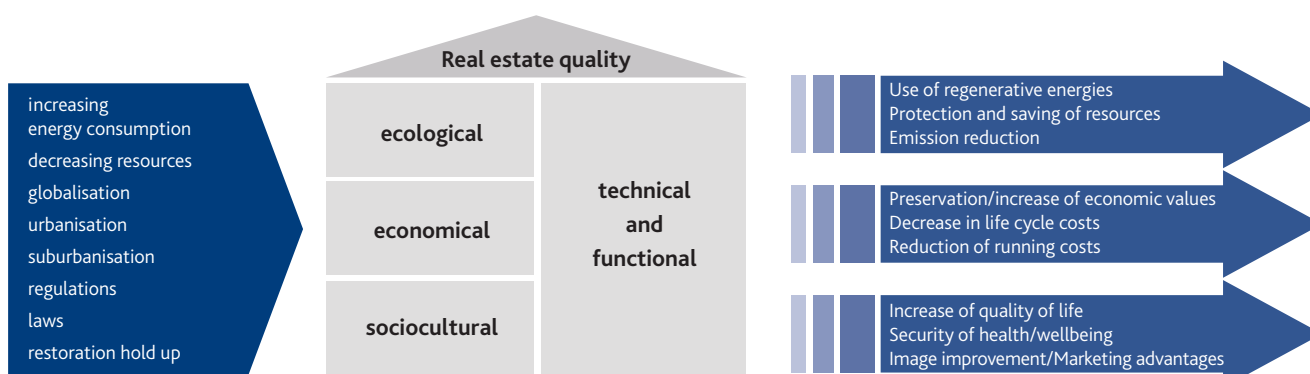 Real estate quality
increasing
energy consumption
decreasing resources
globalisation
urbanisation
suburbanisation
regulations
laws
restoration hold up
ecological
economical
sociocultural
technical
and
functional
Use of regenerative energies
Protection and saving of resources
Emission reduction
Preservation/increase of economic values
Decrease in life cycle costs
Reduction of running costs
Increase of quality of life
Security of health/wellbeing
Image improvement/Marketing advantages